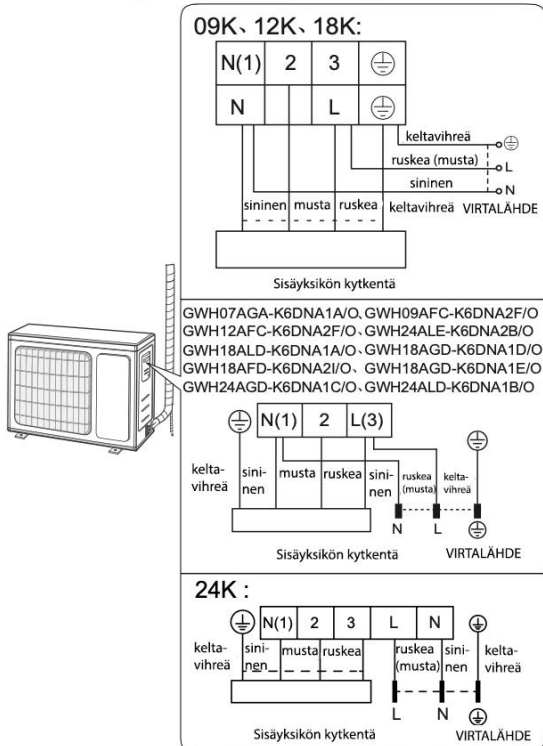 09K、12K、18K:
N(1) 2 3
N L
keltavihreä
ruskea (musta) L
sininen N
sininen musta ruskea keltavihreä VIRTALÄHDE
Sisäyksikön kytkentä
GWH07AGA-K6DNA1A/O、GWH09AFC-K6DNA2F/O
GWH12AFC-K6DNA2F/O、GWH24ALE-K6DNA2B/O
GWH18ALD-K6DNA1A/O、GWH18AGD-K6DNA1D/O
GWH18AFD-K6DNA2I/O、GWH18AGD-K6DNA1E/O
GWH24AGD-K6DNA1C/O、GWH24ALD-K6DNA1B/O
N(1) 2 L(3)
kelta- sini- musta ruskea sini- ruskea kelta-
vihreä nen nen (musta) vihreä
N L
Sisäyksikön kytkentä VIRTALÄHDE
24K :
N(1) 2 3 L N
kelta- sini- musta ruskea ruskea sini- kelta-
vihreä nen (musta) nen vihreä
L N
Sisäyksikön kytkentä VIRTALÄHDE